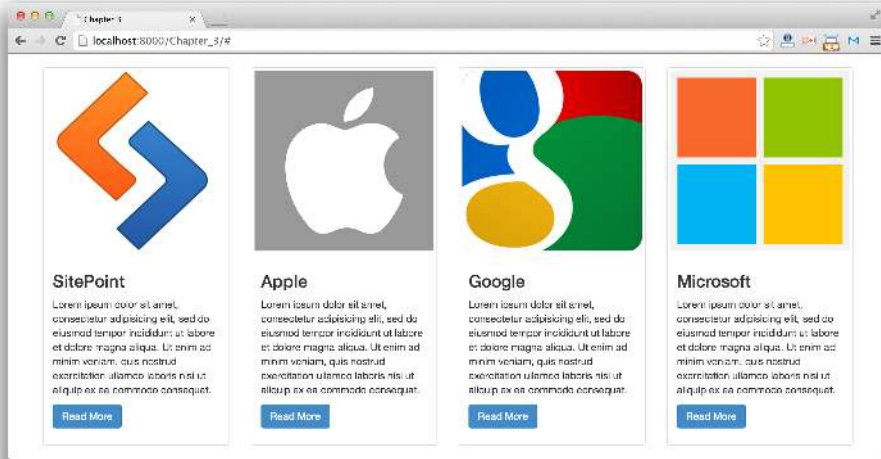 Chapter 3
localhost:8000/Chapter_3/#
SitePoint
Lorem ipsum dolor sit amet,
consectetur adipisicing elit, sed do
eiusmod tempor incididunt ut labore
et dolore magna aliqua. Ut enim ad
minim veniam, quis nostrud
exercitation ullamco laboris nisi ut
aliquip ex ea commodo consequat.
Read More
Apple
Lorem ipsum dolor sit amet,
consectetur adipisicing elit, sed do
eiusmod tempor incididunt ut labore
et dolore magna aliqua. Ut enim ad
minim veniam, quis nostrud
exercitation ullamco laboris nisi ut
aliquip ex ea commodo consequat.
Read More
Google
Lorem ipsum dolor sit amet,
consectetur adipisicing elit, sed do
eiusmod tempor incididunt ut labore
et dolore magna aliqua. Ut enim ad
minim veniam, quis nostrud
exercitation ullamco laboris nisi ut
aliquip ex ea commodo consequat.
Read More
Microsoft
Lorem ipsum dolor sit amet,
consectetur adipisicing elit, sed do
eiusmod tempor incididunt ut labore
et dolore magna aliqua. Ut enim ad
minim veniam, quis nostrud
exercitation ullamco laboris nisi ut
aliquip ex ea commodo consequat.
Read More